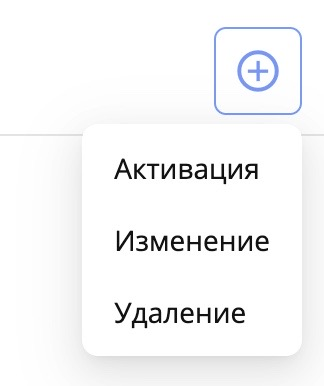 Активация
Изменение
Удаление